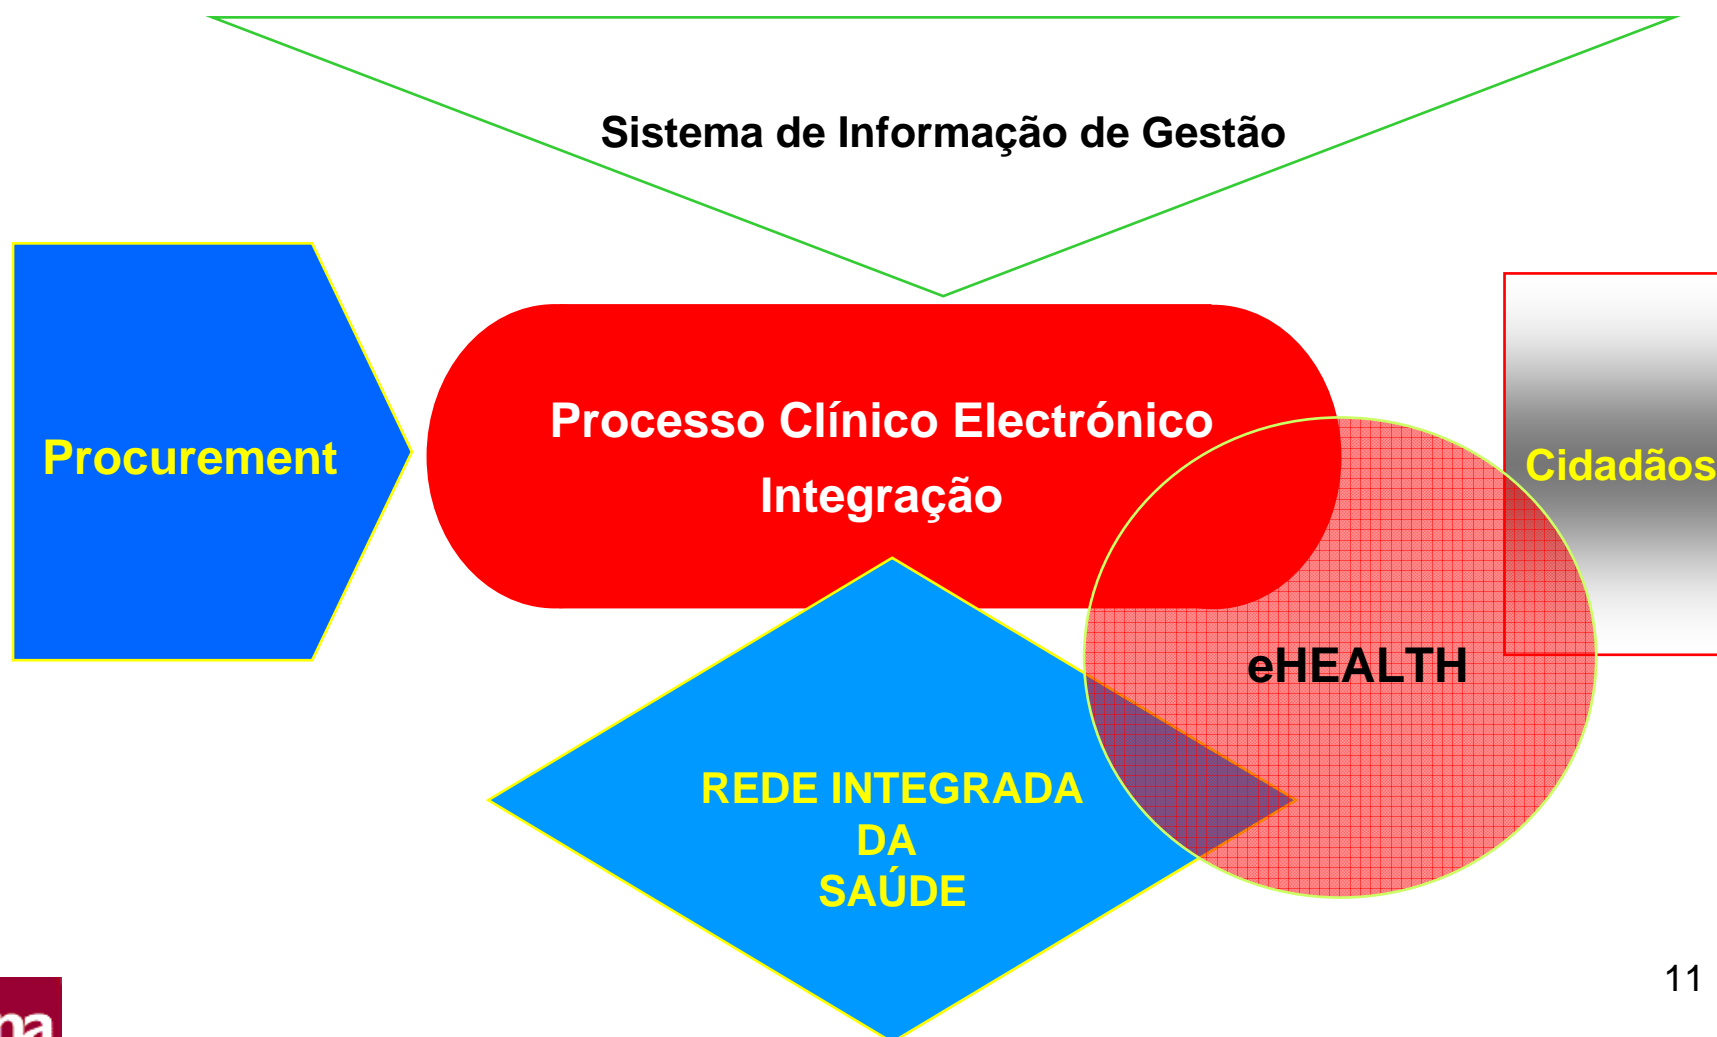 Sistema de Informação de Gestão
Procurement
Processo Clínico Electrónico
Integração
Cidadãos
eHEALTH
REDE INTEGRADA
DA
SAÚDE
11